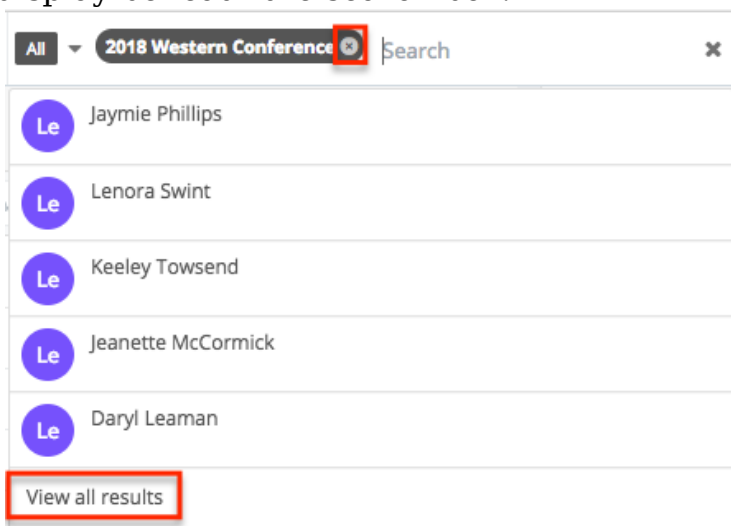 All 2018 Western Conference Search
Le Jaymie Phillips
Le Lenora Swint
Le Keeley Towsend
Le Jeanette McCormick
Le Daryl Leaman
View all results